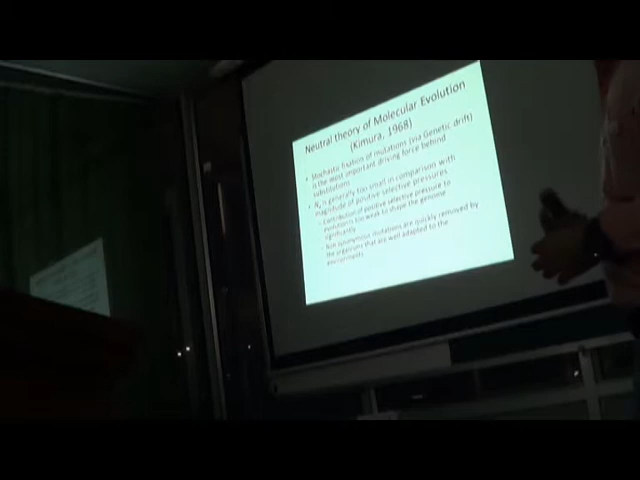 Neutral theory of Molecular Evolution
(Kimura, 1968)
• Stochastic fixation of mutations (via Genetic drift)
is the most important driving force behind
substitutions.
• Ne is generally too small in comparison with
magnitude of positive selective pressures
– Contribution of positive selective pressure to
evolution is too weak to shape the genome
significantly.
– Non synonymous mutations are quickly removed by
the organisms that are well adapted to the
environments.